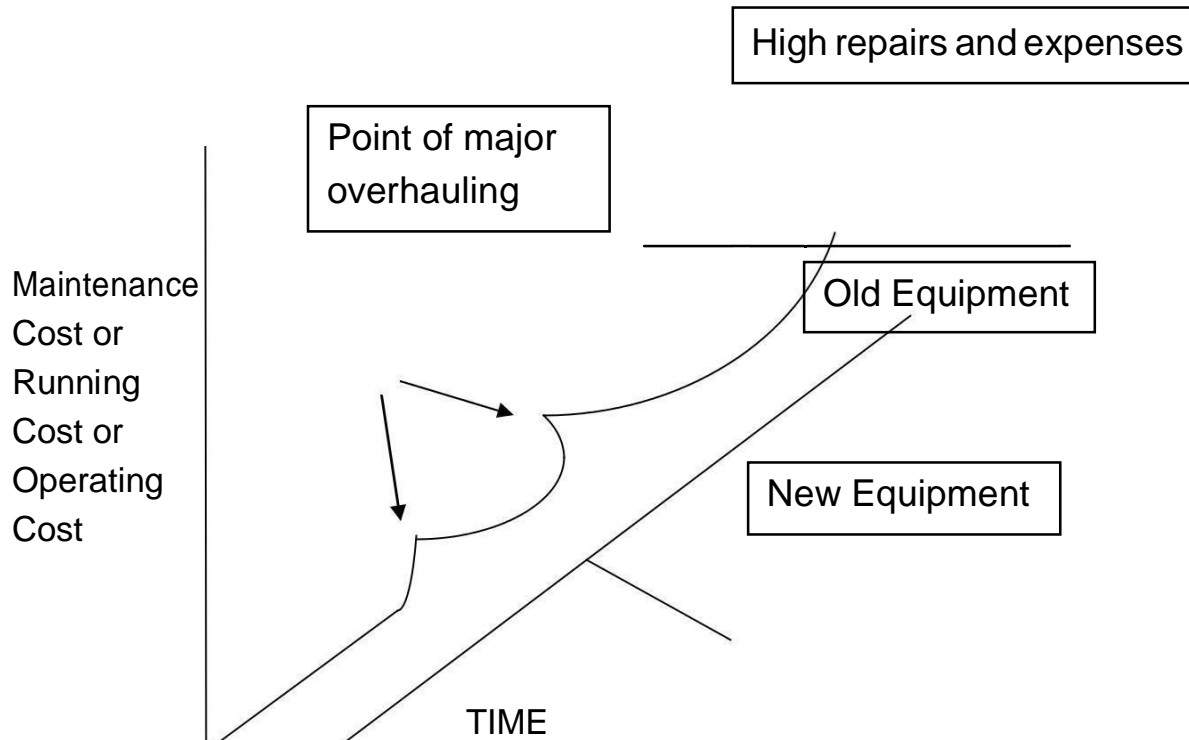 High repairs and expenses
Point of major
overhauling
Maintenance
Cost or
Running
Cost or
Operating
Cost
Old Equipment
New Equipment
TIME